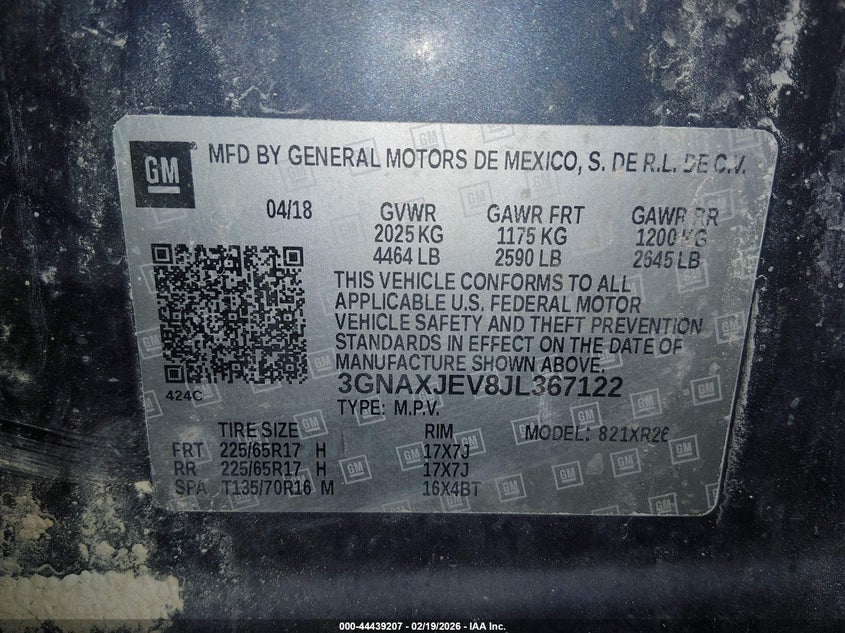 GM MFD BY GENERAL MOTORS DE MEXICO, S. DE R.L. DE C.V.
04/18 GVWR GAWR FRT GAWR RR
2025 KG 1175 KG 1200 KG
4464 LB 2590 LB 2645 LB
THIS VEHICLE CONFORMS TO ALL
APPLICABLE U.S. FEDERAL MOTOR
VEHICLE SAFETY AND THEFT PREVENTION
STANDARDS IN EFFECT ON THE DATE OF
MANUFACTURE SHOWN ABOVE.
424C 3GNAXJEV8JL367122
TYPE: M.P.V.
TIRE SIZE RIM MODEL: 821XR26
FRT 225/65R17 H 17X7J
RR 225/65R17 H 17X7J
SPA T135/70R16 M 16X4BT
000-44439207 - 02/19/2026 - IAA Inc.